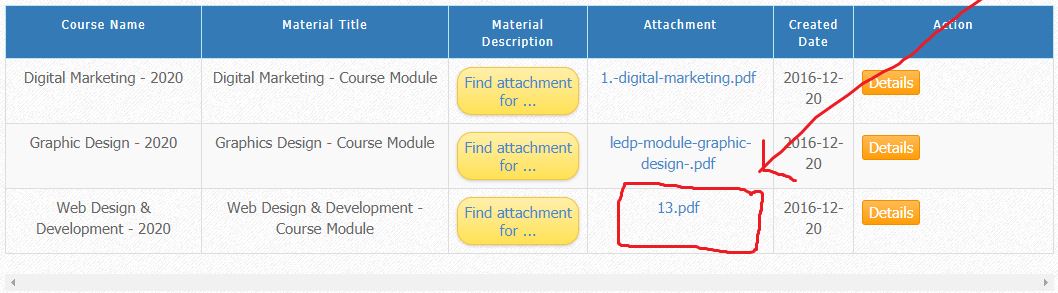 Course Name Material Title Material Description Attachment Created Date Action
Digital Marketing - 2020 Digital Marketing - Course Module Find attachment for ... 1.-digital-marketing.pdf 2016-12-20 Details
Graphic Design - 2020 Graphics Design - Course Module Find attachment for ... ledp-module-graphic-design-.pdf 2016-12-20 Details
Web Design & Development - 2020 Web Design & Development - Course Module Find attachment for ... 13.pdf 2016-12-20 Details